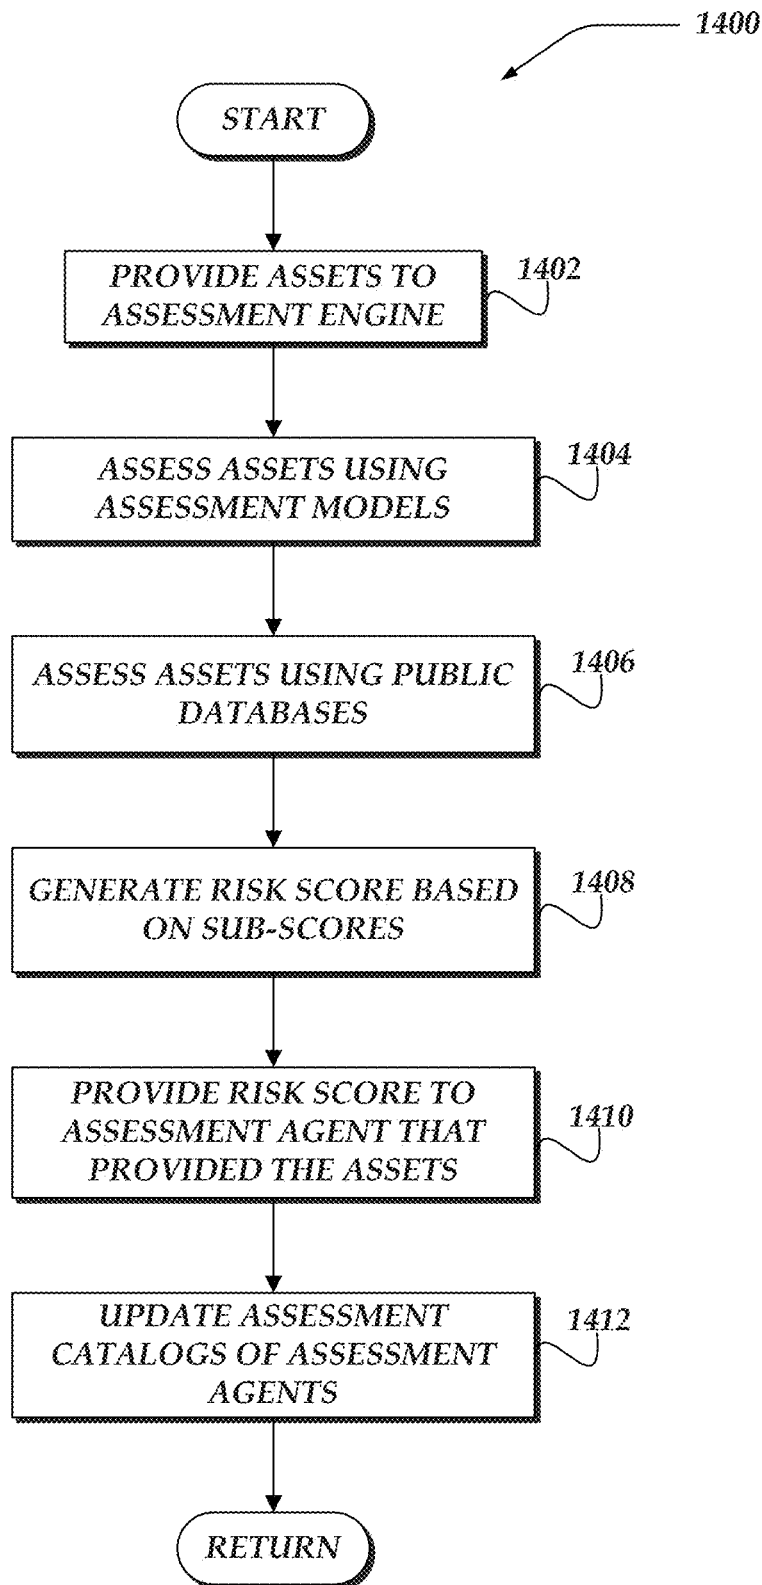 1400
START
PROVIDE ASSETS TO
ASSESSMENT ENGINE
1402
ASSESS ASSETS USING
ASSESSMENT MODELS
1404
ASSESS ASSETS USING PUBLIC
DATABASES
1406
GENERATE RISK SCORE BASED
ON SUB-SCORES
1408
PROVIDE RISK SCORE TO
ASSESSMENT AGENT THAT
PROVIDED THE ASSETS
1410
UPDATE ASSESSMENT
CATALOGS OF ASSESSMENT
AGENTS
1412
RETURN